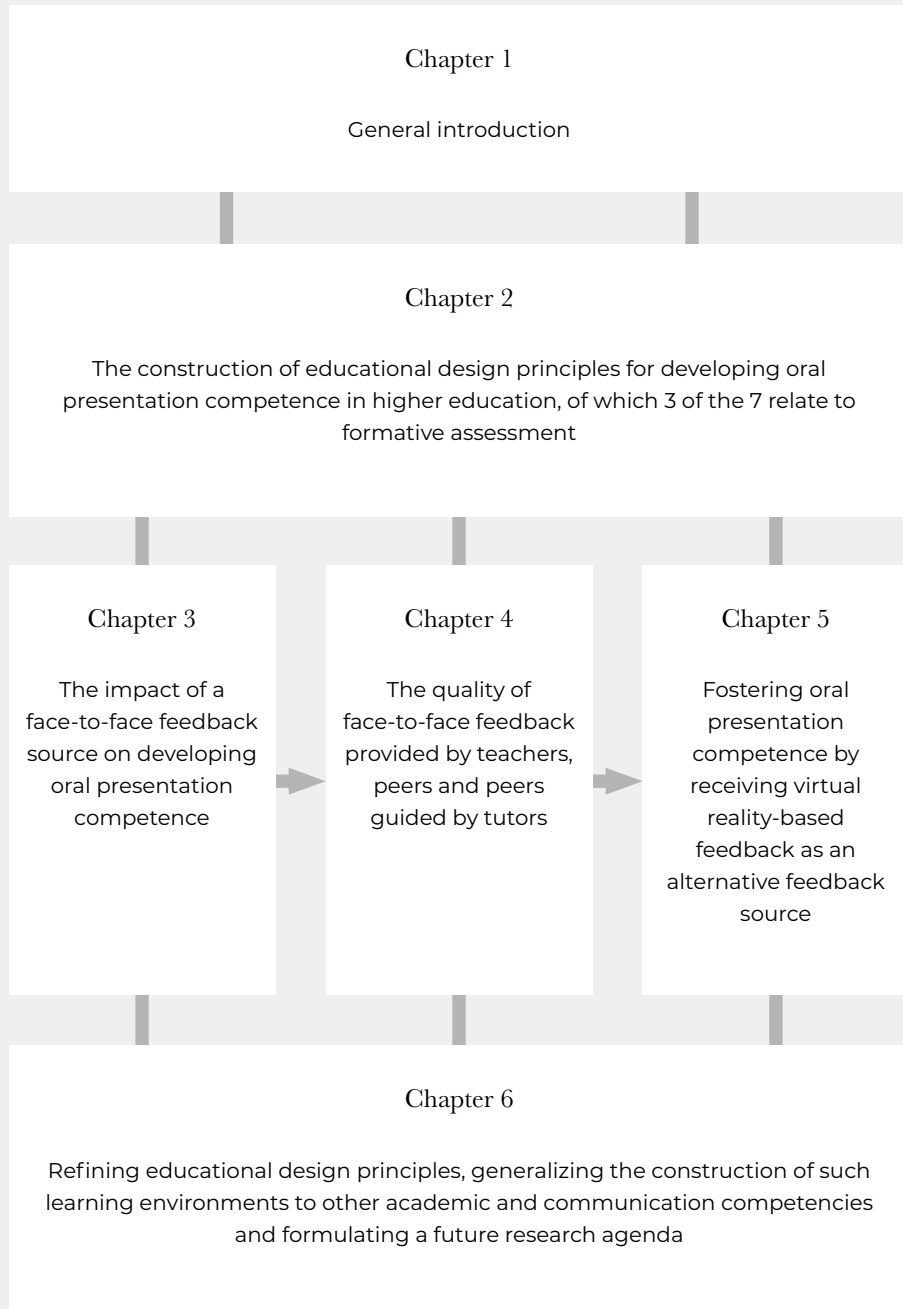 Chapter 1
General introduction
Chapter 2
The construction of educational design principles for developing oral
presentation competence in higher education, of which 3 of the 7 relate to
formative assessment
Chapter 3
The impact of a
face-to-face feedback
source on developing
oral presentation
competence
Chapter 4
The quality of
face-to-face feedback
provided by teachers,
peers and peers
guided by tutors
Chapter 5
Fostering oral
presentation
competence by
receiving virtual
reality-based
feedback as an
alternative feedback
source
Chapter 6
Refining educational design principles, generalizing the construction of such
learning environments to other academic and communication competencies
and formulating a future research agenda